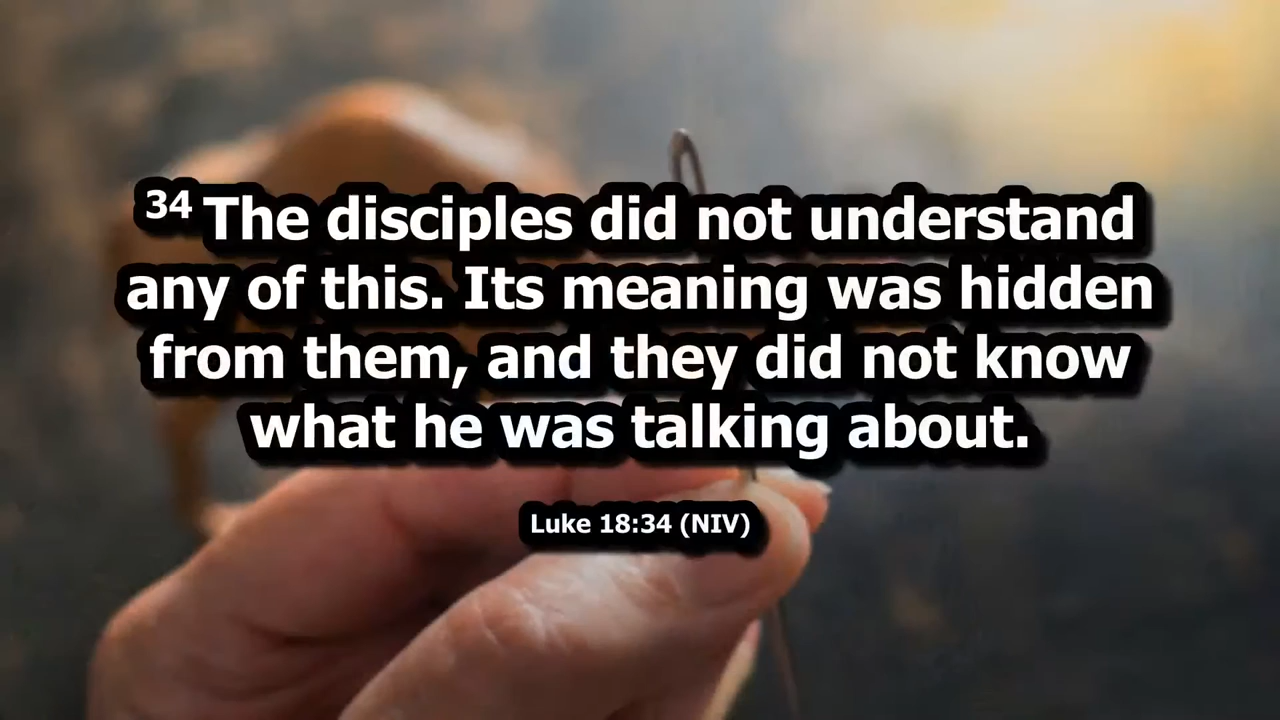 34 The disciples did not understand
any of this. Its meaning was hidden
from them, and they did not know
what he was talking about.
Luke 18:34 (NIV)